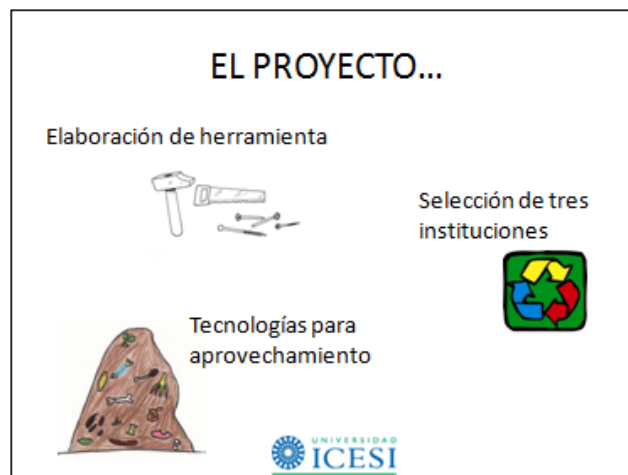 EL PROYECTO...
Elaboración de herramienta
Selección de tres
instituciones
Tecnologías para
aprovechamiento
UNIVERSIDAD
ICESI